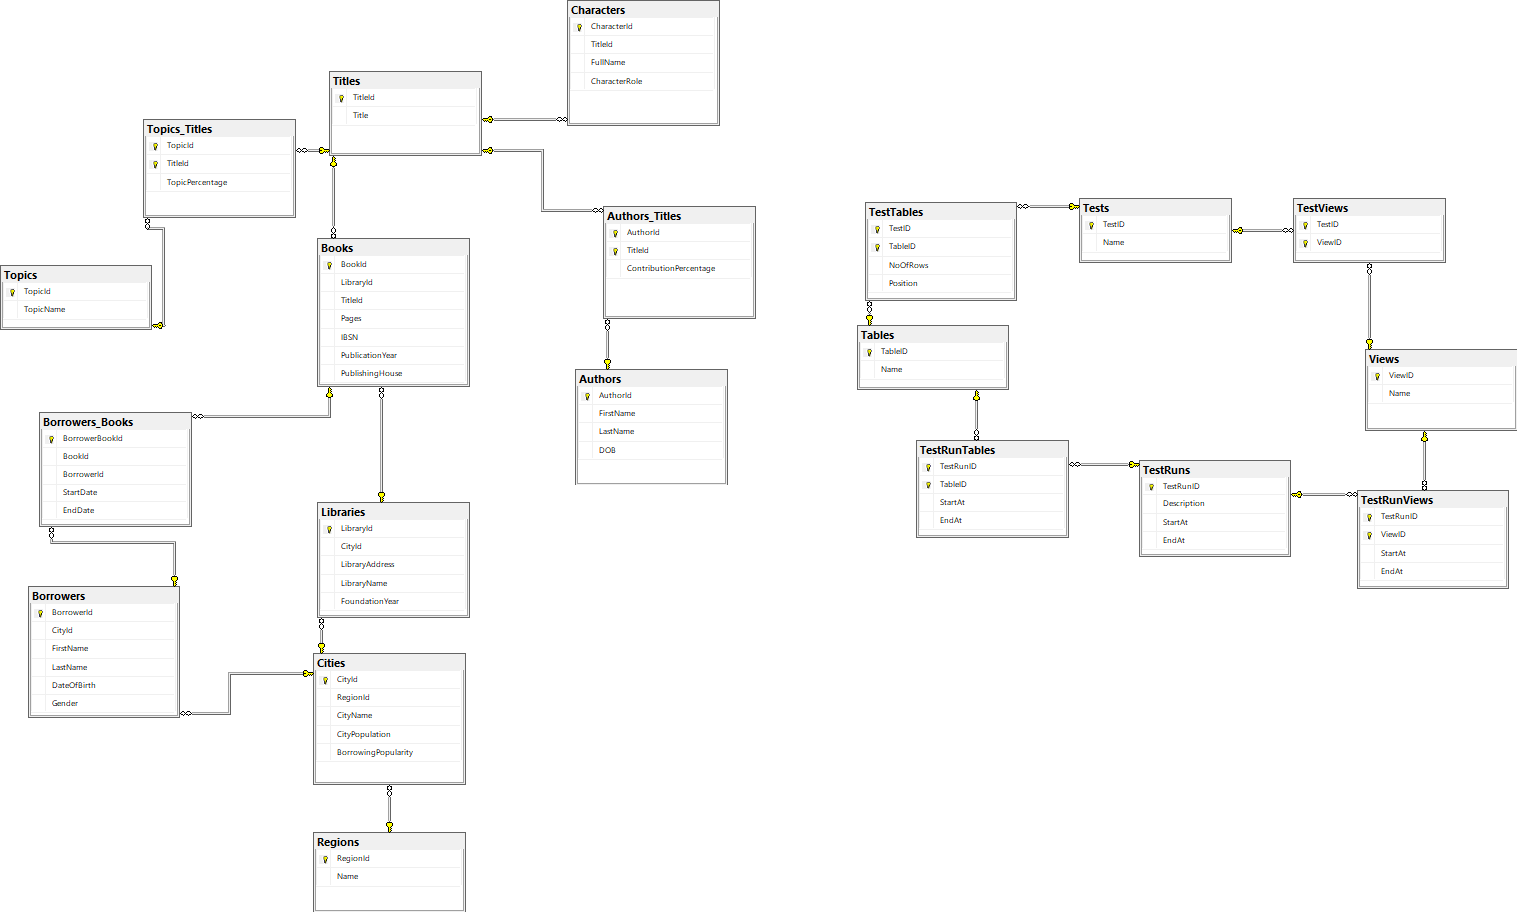 Characters
CharacterId
TitleId
FullName
CharacterRole
Titles
TitleId
Title
Topics_Titles
TopicId
TitleId
TopicPercentage
Topics
TopicId
TopicName
Books
BookId
LibraryId
TitleId
Pages
IBSN
PublicationYear
PublishingHouse
Authors_Titles
AuthorId
TitleId
ContributionPercentage
Authors
AuthorId
FirstName
LastName
DOB
Borrowers_Books
BorrowerBookId
BookId
BorrowerId
StartDate
EndDate
Libraries
LibraryId
CityId
LibraryAddress
LibraryName
FoundationYear
Borrowers
BorrowerId
CityId
FirstName
LastName
DateOfBirth
Gender
Cities
CityId
RegionId
CityName
CityPopulation
BorrowingPopularity
Regions
RegionId
Name
TestTables
TestID
TableID
NoOfRows
Position
Tests
TestID
Name
TestViews
TestID
ViewID
Tables
TableID
Name
Views
ViewID
Name
TestRunTables
TestRunID
TableID
StartAt
EndAt
TestRuns
TestRunID
Description
StartAt
EndAt
TestRunViews
TestRunID
ViewID
StartAt
EndAt